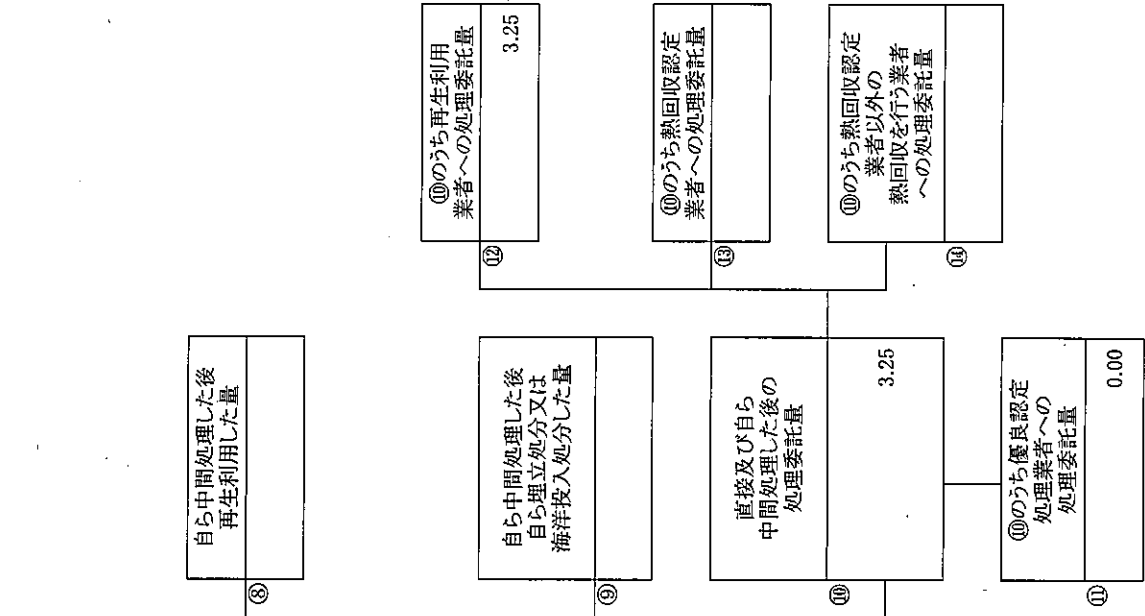 ⑧
自ら中間処理した後
再生利用した量
⑨
自ら中間処理した後
自ら埋立処分又は
海洋投入処分した量
⑩
直接及び自ら
中間処理した後の
処理委託量
3.25
⑪
⑩のうち優良認定
処理業者への
処理委託量
0.00
⑫
⑩のうち再生利用
業者への処理委託量
3.25
⑬
⑩のうち熱回収認定
業者への処理委託量
⑭
⑩のうち熱回収認定
業者以外の
熱回収を行う業者
への処理委託量